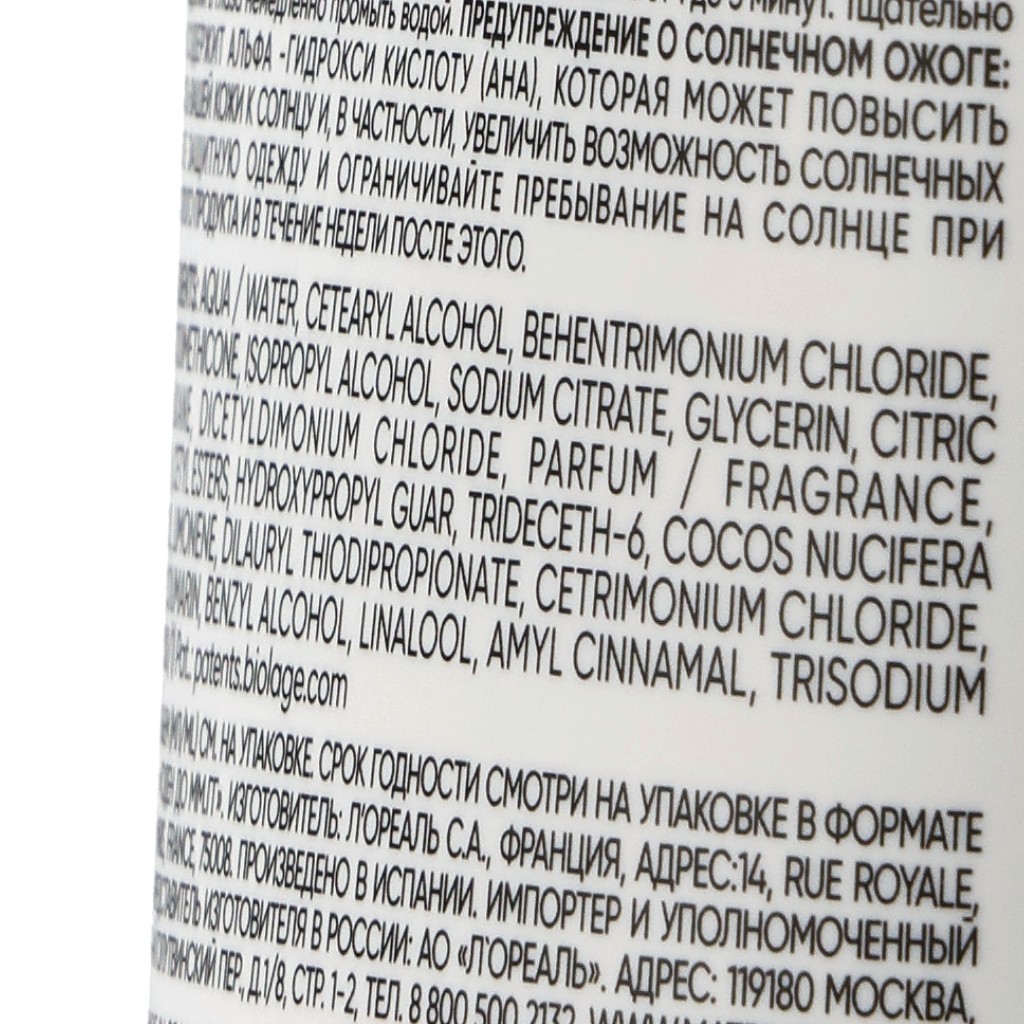 немедленно промыть водой. ПРЕДУПРЕЖДЕНИЕ О СОЛНЕЧНОМ ОЖОГЕ:
АЛЬФА -ГИДРОКСИ КИСЛОТУ (AHA), КОТОРАЯ МОЖЕТ ПОВЫСИТЬ
КОЖИ К СОЛНЦУ И, В ЧАСТНОСТИ, УВЕЛИЧИТЬ ВОЗМОЖНОСТЬ СОЛНЕЧНЫХ
ОДЕЖДУ И ОГРАНИЧИВАЙТЕ ПРЕБЫВАНИЕ НА СОЛНЦЕ ПРИ
ПРОДУКТА И В ТЕЧЕНИЕ НЕДЕЛИ ПОСЛЕ ЭТОГО.
AQUA / WATER, CETEARYL ALCOHOL, BEHENTRIMONIUM CHLORIDE,
ISOPROPYL ALCOHOL, SODIUM CITRATE, GLYCERIN, CITRIC
DICETYLDIMONIUM CHLORIDE, PARFUM / FRAGRANCE,
ESTERS, HYDROXYPROPYL GUAR, TRIDECETH-6, COCOS NUCIFERA
DILAURYL THIODIPROPIONATE, CETRIMONIUM CHLORIDE,
BENZYL ALCOHOL, LINALOOL, AMYL CINNAMAL, TRISODIUM
patents.biolage.com
СМ. НА УПАКОВКЕ. СРОК ГОДНОСТИ СМОТРИ НА УПАКОВКЕ В ФОРМАТЕ
ИЗГОТОВИТЕЛЬ: Л'ОРЕАЛЬ С.А., ФРАНЦИЯ, АДРЕС:14, RUE ROYALE,
FRANCE 75008. ПРОИЗВЕДЕНО В ИСПАНИИ. ИМПОРТЕР И УПОЛНОМОЧЕННЫЙ
ИЗГОТОВИТЕЛЯ В РОССИИ: АО «Л'ОРЕАЛЬ». АДРЕС: 119180 МОСКВА,
ПЕР., Д.1/8, СТР. 1-2, ТЕЛ. 8 800 500 2132